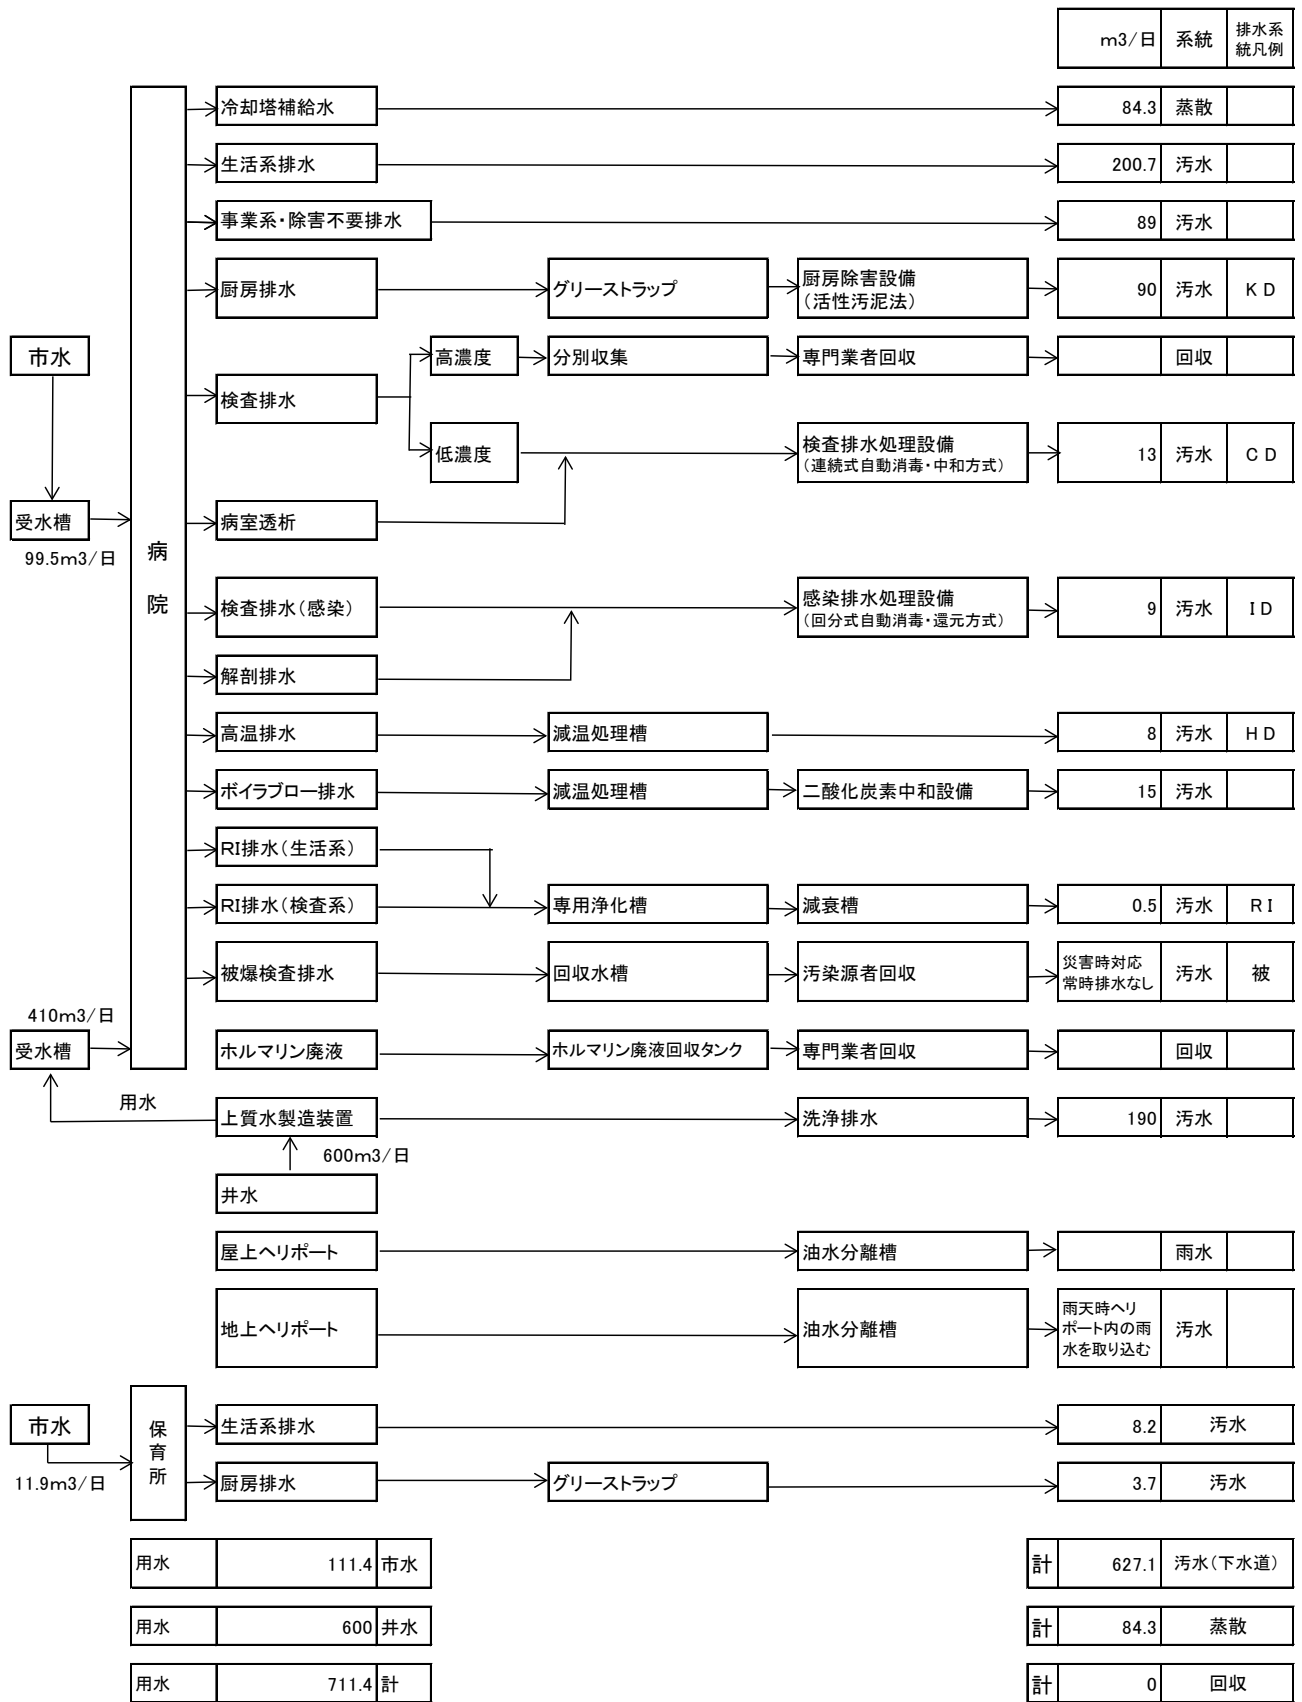 m3/日 系統 排水系
統凡例
冷却塔補給水 84.3 蒸散
生活系排水 200.7 汚水
事業系・除害不要排水 89 汚水
厨房排水 グリーストラップ 厨房除害設備
(活性汚泥法) 90 汚水 KD
市水 高濃度 分別収集 専門業者回収 回収
検査排水
低濃度 検査排水処理設備
(連続式自動消毒・中和方式) 13 汚水 CD
受水槽 病室透析
99.5m3/日
病院
検査排水(感染) 感染排水処理設備
(回分式自動消毒・還元方式) 9 汚水 ID
解剖排水
高温排水 減温処理槽 8 汚水 HD
ボイラブロー排水 減温処理槽 二酸化炭素中和設備 15 汚水
RI排水(生活系)
RI排水(検査系) 専用浄化槽 減衰槽 0.5 汚水 RI
被爆検査排水 回収水槽 汚染源者回収 災害時対応
常時排水なし 汚水 被
410m3/日
受水槽 ホルマリン廃液 ホルマリン廃液回収タンク 専門業者回収 回収
用水
上質水製造装置 洗浄排水 190 汚水
600m3/日
井水
屋上ヘリポート 油水分離槽 雨水
地上ヘリポート 油水分離槽 雨天時ヘリ
ポート内の雨
水を取り込む 汚水
市水 保育所 生活系排水 8.2 汚水
11.9m3/日 厨房排水 グリーストラップ 3.7 汚水
用水 111.4 市水 計 627.1 汚水(下水道)
用水 600 井水 計 84.3 蒸散
用水 711.4 計 計 0 回収